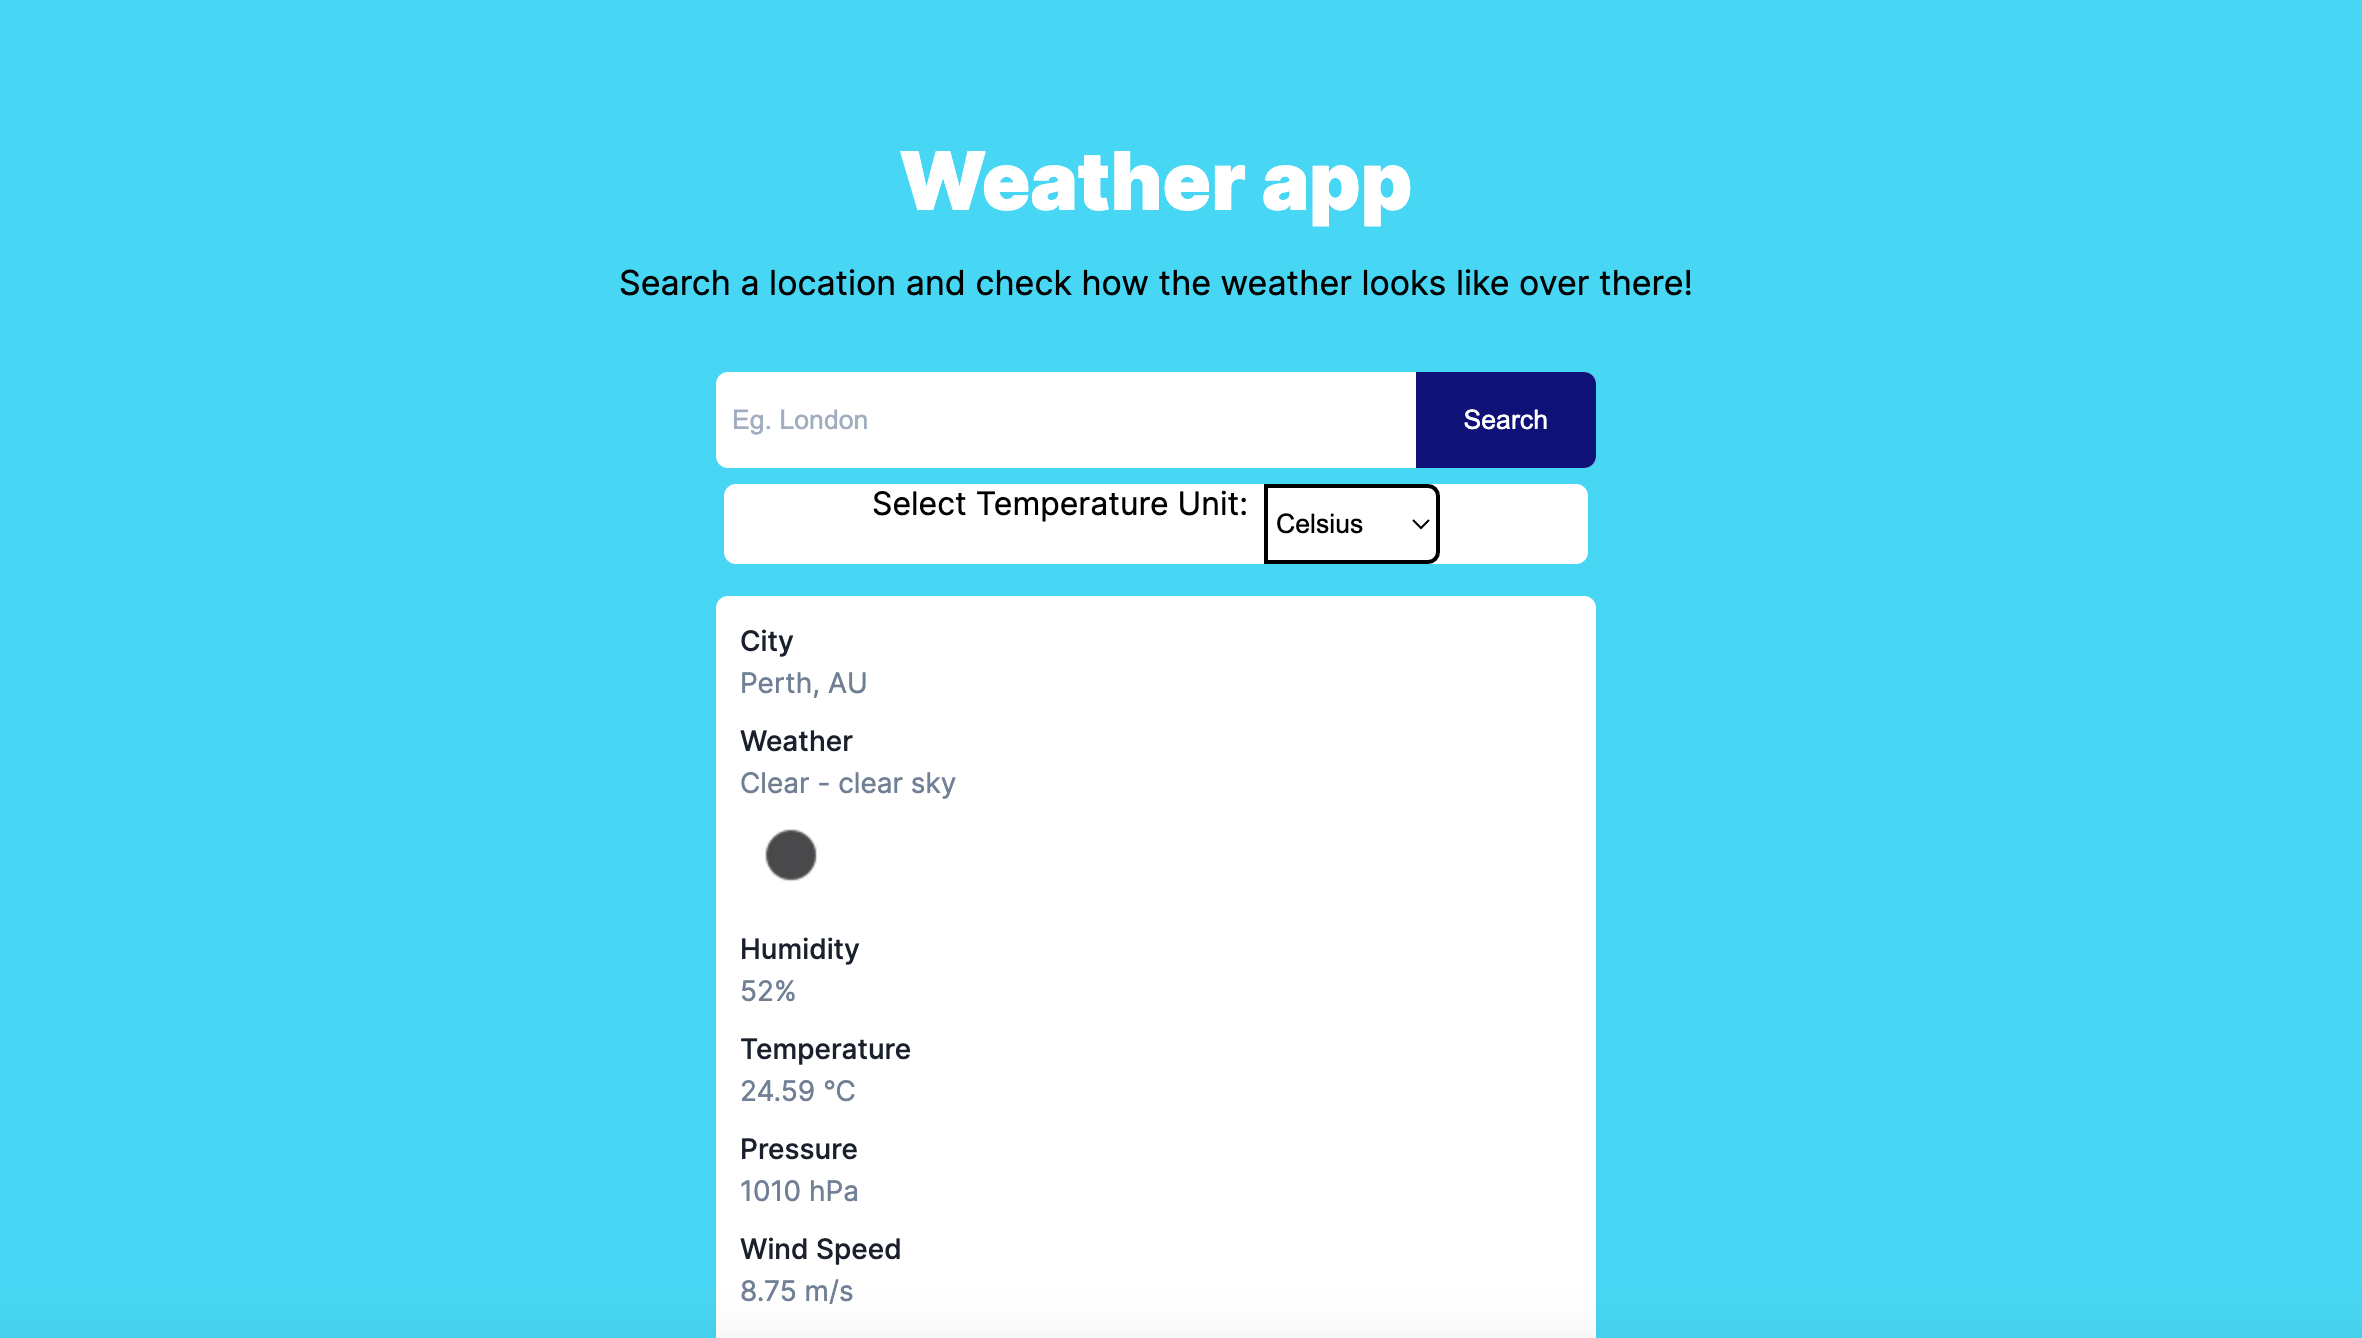 Weather app
Search a location and check how the weather looks like over there!
Eg. London
Search
Select Temperature Unit:
Celsius
City
Perth, AU
Weather
Clear - clear sky
Humidity
52%
Temperature
24.59 °C
Pressure
1010 hPa
Wind Speed
8.75 m/s